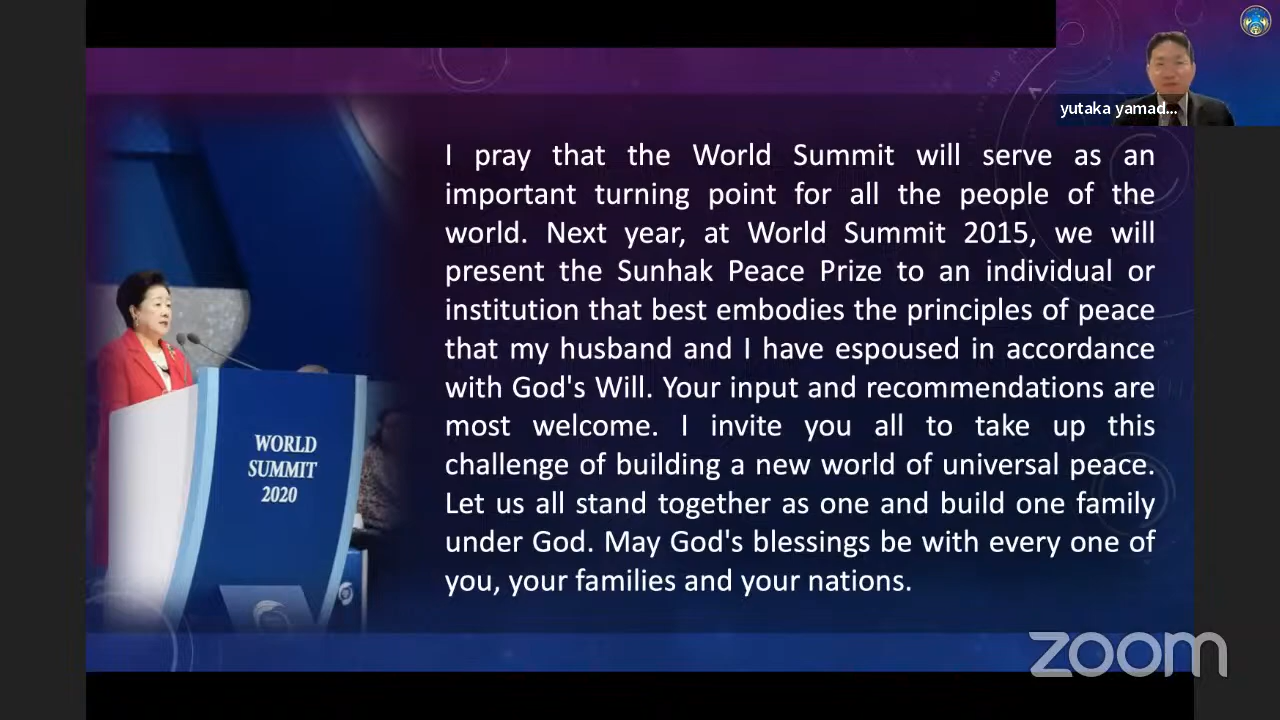 yutaka yamad...
I pray that the World Summit will serve as an
important turning point for all the people of the
world. Next year, at World Summit 2015, we will
present the Sunhak Peace Prize to an individual or
institution that best embodies the principles of peace
that my husband and I have espoused in accordance
with God's Will. Your input and recommendations are
most welcome. I invite you all to take up this
challenge of building a new world of universal peace.
Let us all stand together as one and build one family
under God. May God's blessings be with every one of
you, your families and your nations.
WORLD
SUMMIT
2020
zoom